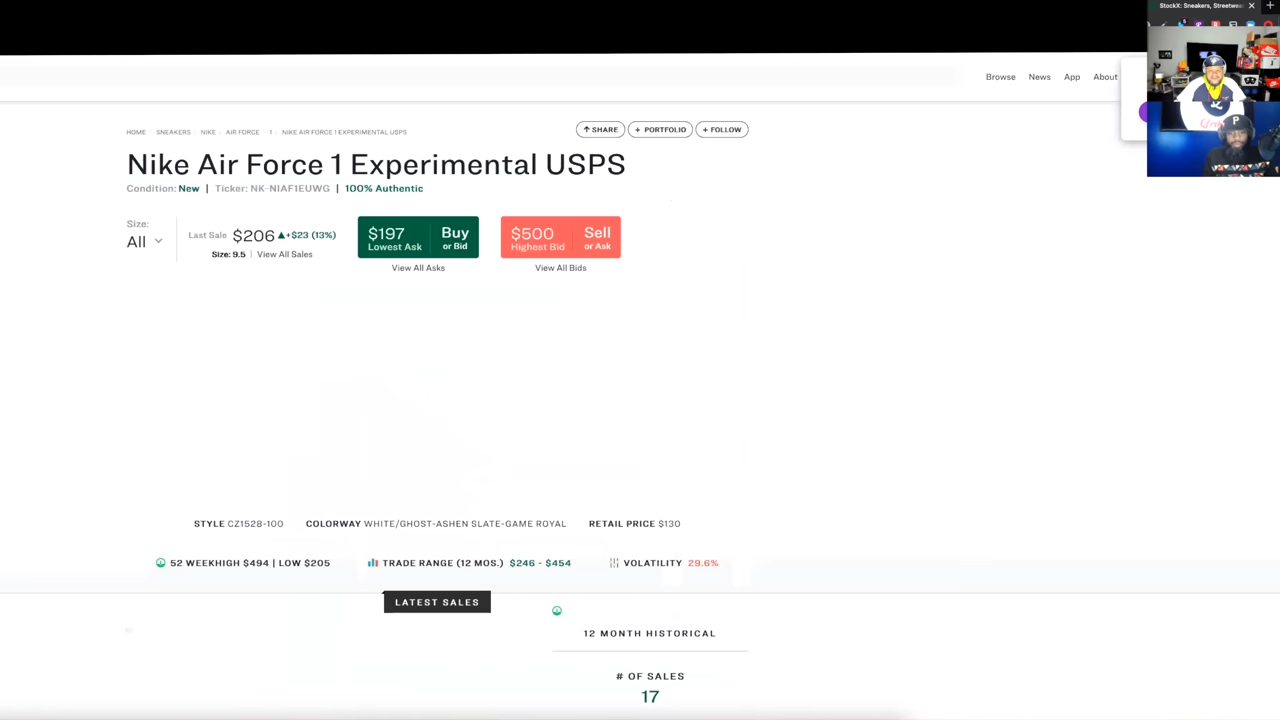 StockX: Sneakers, Streetwear
Browse News App About
HOME SNEAKERS NIKE AIR FORCE 1 NIKE AIR FORCE 1 EXPERIMENTAL USPS
SHARE + PORTFOLIO + FOLLOW
Nike Air Force 1 Experimental USPS
Condition: New | Ticker: NK-NIAF1EUWG | 100% Authentic
Size:
All
Last Sale $206 ▲+$23 (13%)
Size: 9.5 | View All Sales
$197 Buy
Lowest Ask or Bid
View All Asks
$500 Sell
Highest Bid or Ask
View All Bids
STYLE CZ1528-100 COLORWAY WHITE/GHOST-ASHEN SLATE-GAME ROYAL RETAIL PRICE $130
52 WEEKHIGH $494 | LOW $205 TRADE RANGE (12 MOS.) $246 - $454 VOLATILITY 29.6%
LATEST SALES
12 MONTH HISTORICAL
# OF SALES
17